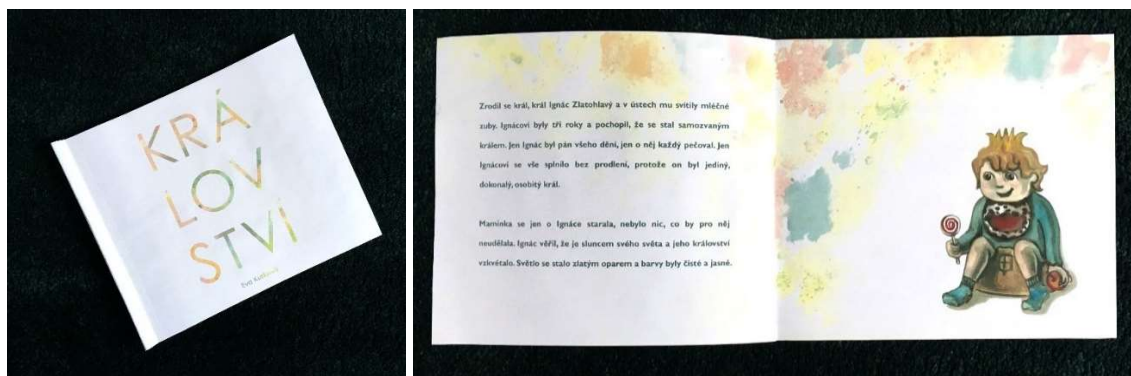 KRÁ
LOV
STVÍ
Eva
Zrodil se král, král Ignác Zlatohlavý a v ústech mu svítily mléčné
zuby. Ignácovi byly tři roky a pochopil, že se stal samozvaným
králem. Jen Ignác byl pán všeho dění, jen o něj každý pečoval. Jen
Ignácovi se vše splnilo bez prodlení, protože on byl jediný,
dokonalý, osobitý král.
Maminka se jen o Ignáce starala, nebylo nic, co by pro něj
neudělala. Ignác věřil, že je sluncem svého světa a jeho království
vzkvétalo. Světlo se stalo zlatým oparem a barvy byly čisté a jasné.